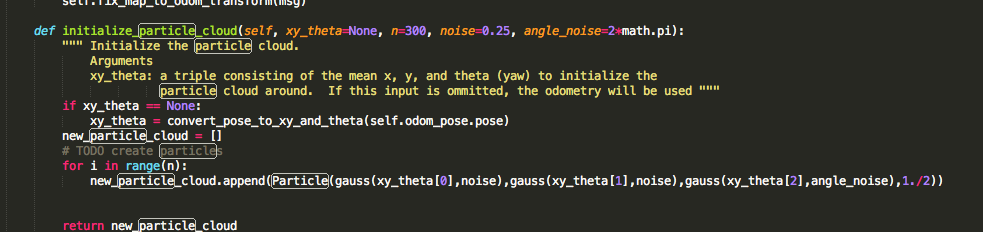 self.fix_map_to_odom_transform(msg)
def initialize_particle_cloud(self, xy_theta=None, n=300, noise=0.25, angle_noise=2*math.pi):
""" Initialize the particle cloud.
Arguments
xy_theta: a triple consisting of the mean x, y, and theta (yaw) to initialize the
particle cloud around.  If this input is ommitted, the odometry will be used """
if xy_theta == None:
xy_theta = convert_pose_to_xy_and_theta(self.odom_pose.pose)
new_particle_cloud = []
# TODO create particles
for i in range(n):
new_particle_cloud.append(Particle(gauss(xy_theta[0],noise),gauss(xy_theta[1],noise),gauss(xy_theta[2],angle_noise),1./2))
return new_particle_cloud